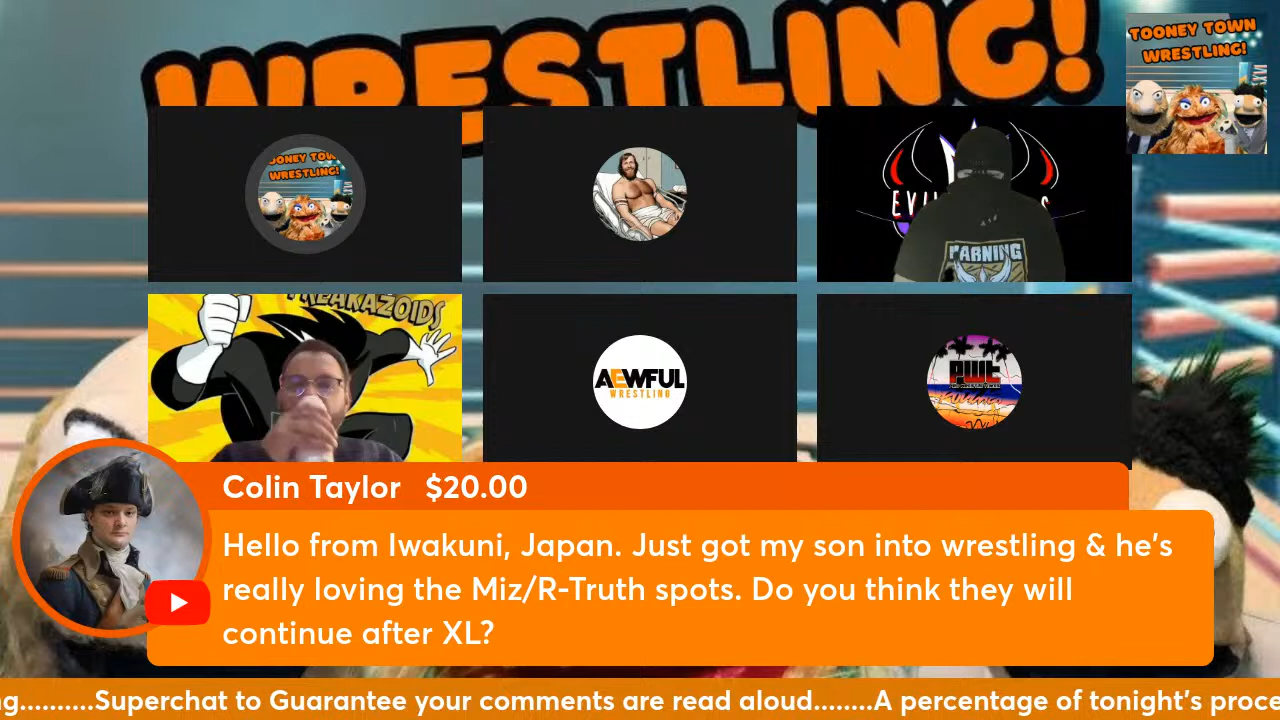 WRESTLING!
TOONEY TOWN
WRESTLING!
TOONEY TOWN
WRESTLING!
FREAKAZOIDS
WARNING
AEWFUL
WRESTLING
PWT
Colin Taylor $20.00
Hello from Iwakuni, Japan. Just got my son into wrestling & he's
really loving the Miz/R-Truth spots. Do you think they will
continue after XL?
g..........Superchat to Guarantee your comments are read aloud........A percentage of tonight's proce